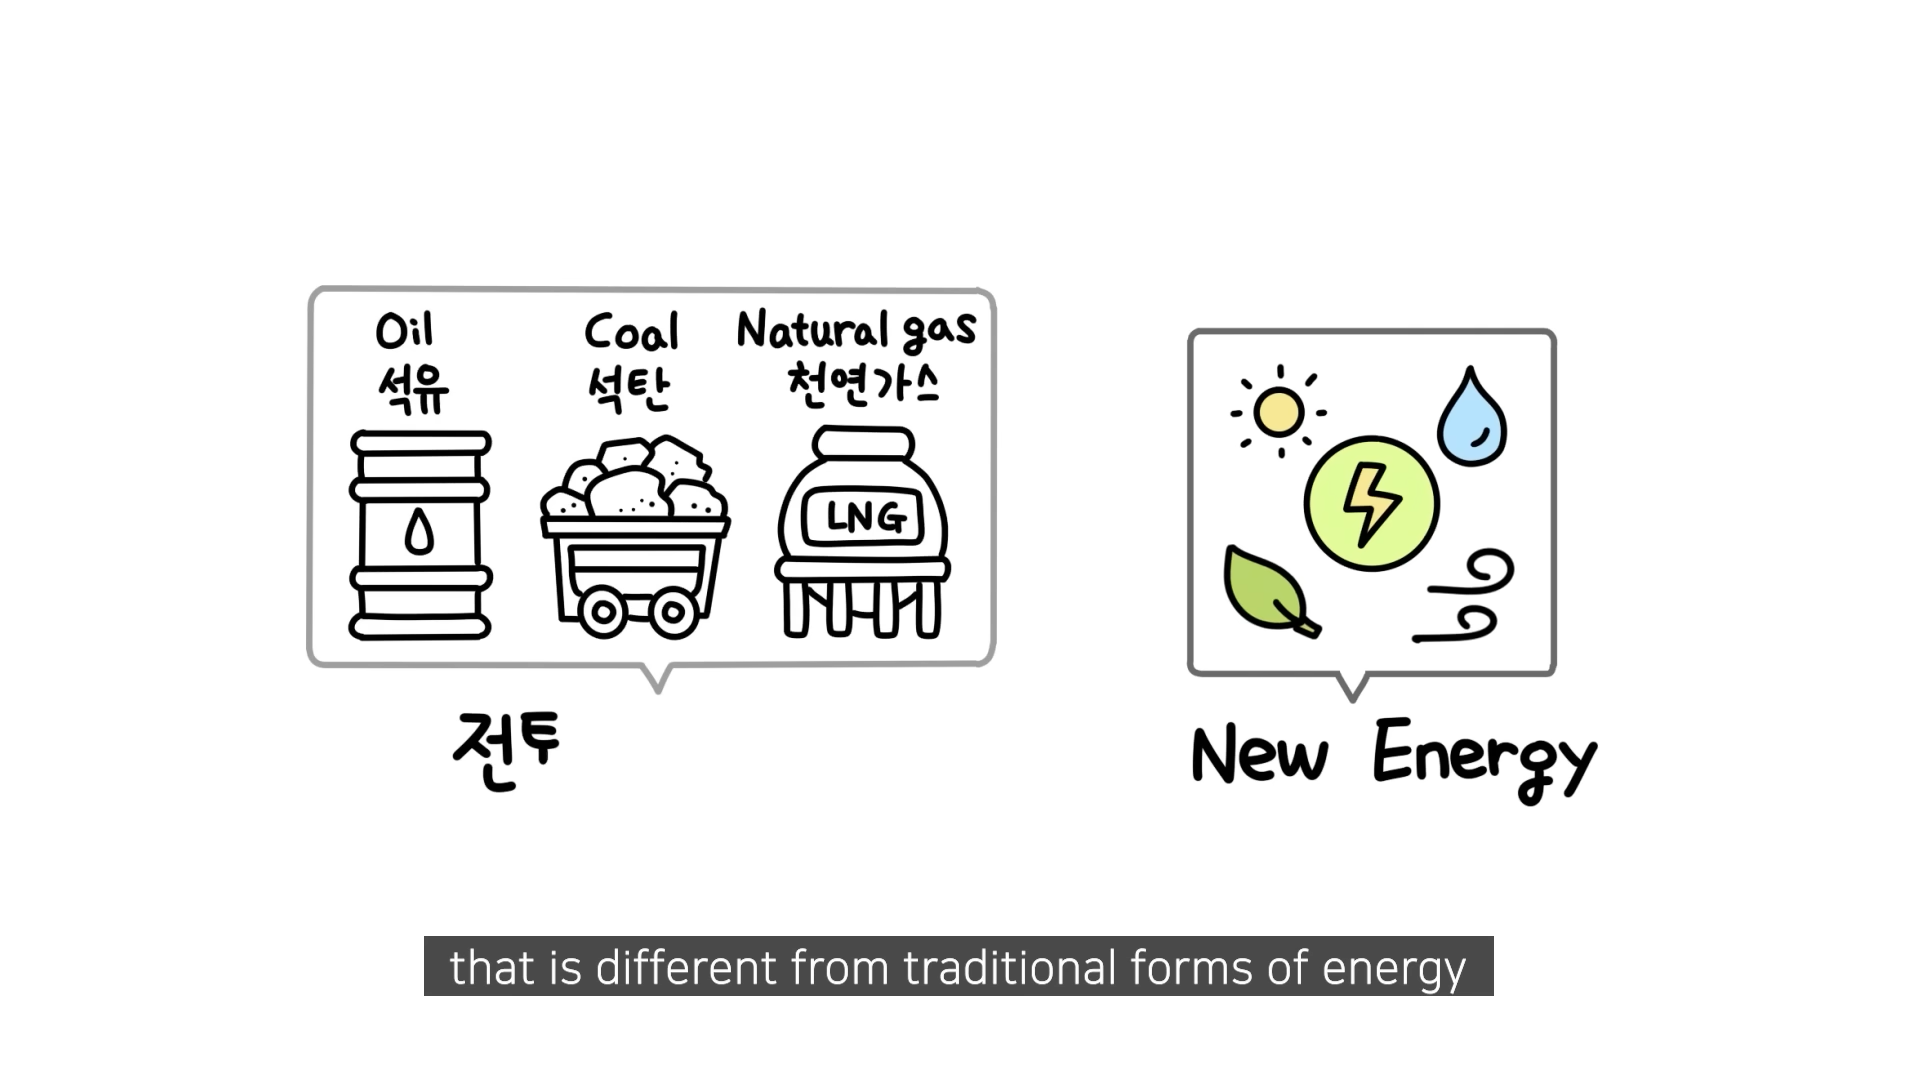 Oil
석유
Coal
석탄
Natural gas
천연가스
LNG
전투
New Energy
that is different from traditional forms of energy